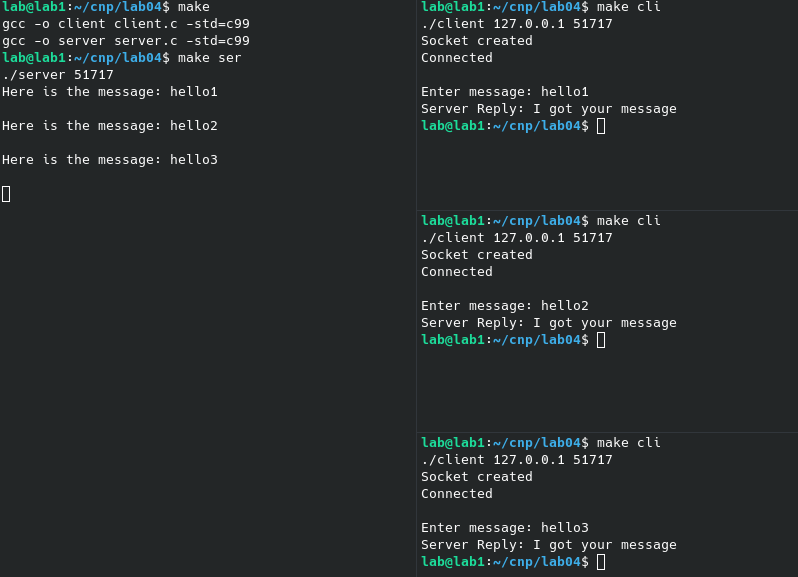 lab@lab1:~/cnp/lab04$ make
gcc -o client client.c -std=c99
gcc -o server server.c -std=c99
lab@lab1:~/cnp/lab04$ make ser
./server 51717
Here is the message: hello1
Here is the message: hello2
Here is the message: hello3
lab@lab1:~/cnp/lab04$ make cli
./client 127.0.0.1 51717
Socket created
Connected
Enter message: hello1
Server Reply: I got your message
lab@lab1:~/cnp/lab04$
lab@lab1:~/cnp/lab04$ make cli
./client 127.0.0.1 51717
Socket created
Connected
Enter message: hello2
Server Reply: I got your message
lab@lab1:~/cnp/lab04$
lab@lab1:~/cnp/lab04$ make cli
./client 127.0.0.1 51717
Socket created
Connected
Enter message: hello3
Server Reply: I got your message
lab@lab1:~/cnp/lab04$